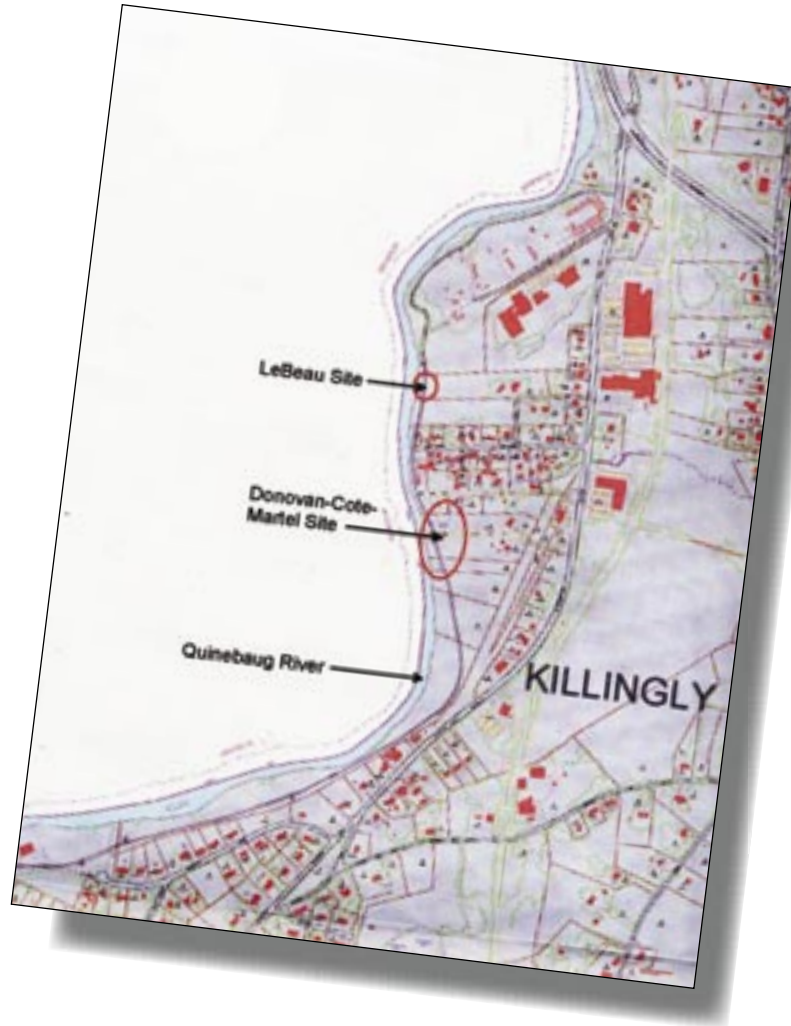 LeBeau Site
Donovan-Cote-
Martel Site
Quinebaug River
KILLINGLY